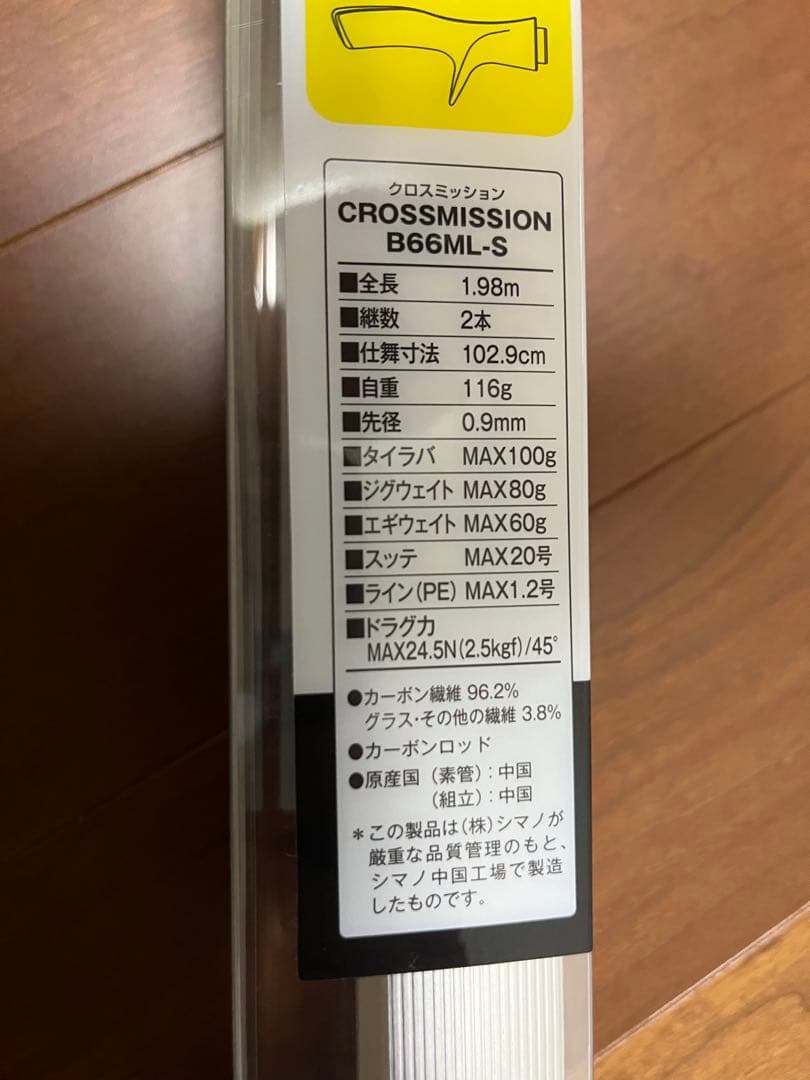 クロスミッション
CROSSMISSION
B66ML-S
■全長 1.98m
■継数 2本
■仕舞寸法 102.9cm
■自重 116g
■先径 0.9mm
■タイラバ MAX100g
■ジグウェイト MAX80g
■エギウェイト MAX60g
■スッテ MAX20号
■ライン(PE) MAX1.2号
■ドラグ力
MAX24.5N(2.5kgf)/45°
●カーボン繊維 96.2%
グラス・その他の繊維 3.8%
●カーボンロッド
●原産国(素管):中国
(組立):中国
＊この製品は(株)シマノが
厳重な品質管理のもと、
シマノ中国工場で製造
したものです。